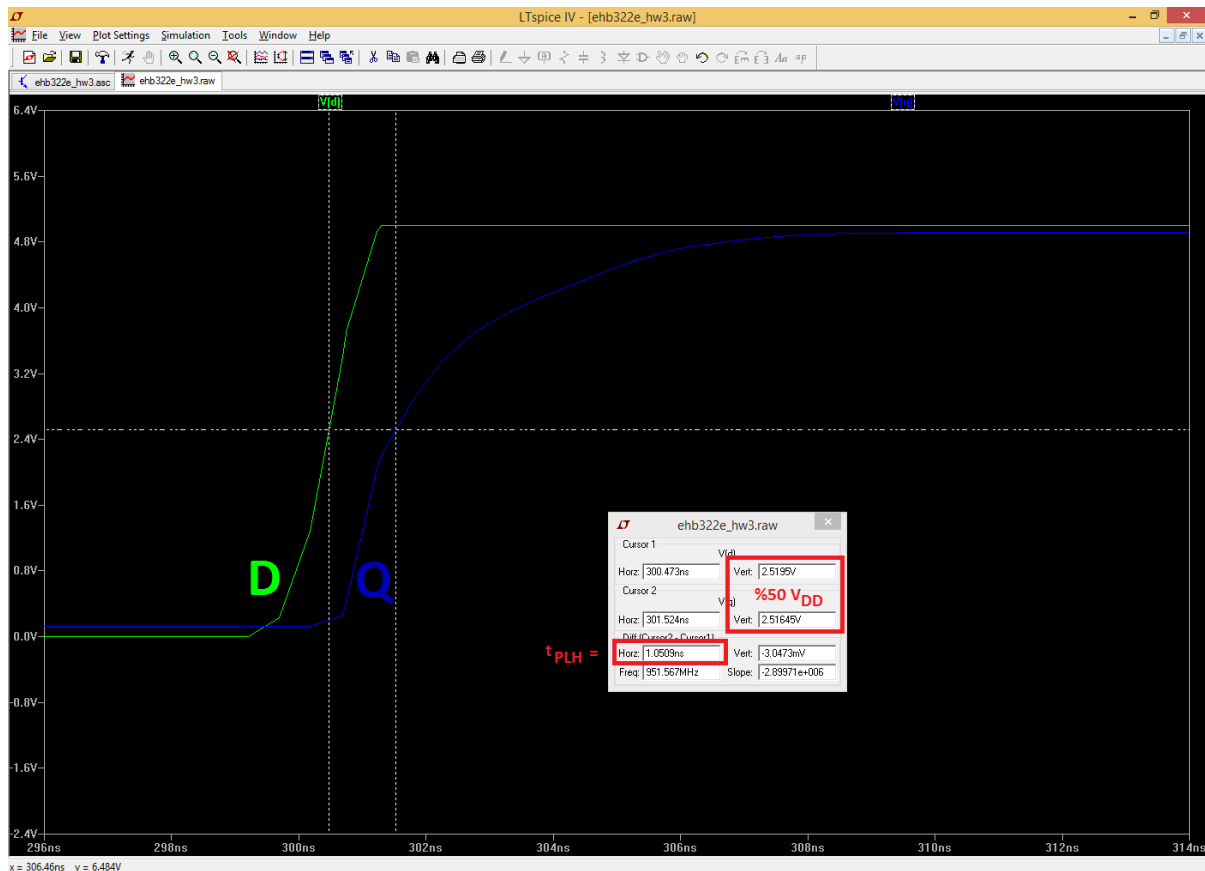 LTspice IV - [ehb322e_hw3.raw]
File View Plot Settings Simulation Tools Window Help
ehb322e_hw3.asc ehb322e_hw3.raw
V(d) V(q)
6.4V
5.6V
4.8V
4.0V
3.2V
2.4V
1.6V
0.8V
0.0V
-0.8V
-1.6V
-2.4V
D Q
ehb322e_hw3.raw
Cursor 1
V(d)
Horz: 300.473ns Vert: 2.5195V
Cursor 2
V(q)
%50 VDD
Horz: 301.524ns Vert: 2.51645V
Diff (Cursor2 - Cursor1)
tPLH = Horz: 1.0509ns Vert: -3.0473mV
Freq: 951.567MHz Slope: -2.89971e+006
296ns 298ns 300ns 302ns 304ns 306ns 308ns 310ns 312ns 314ns
x = 306.46ns y = 6.484V